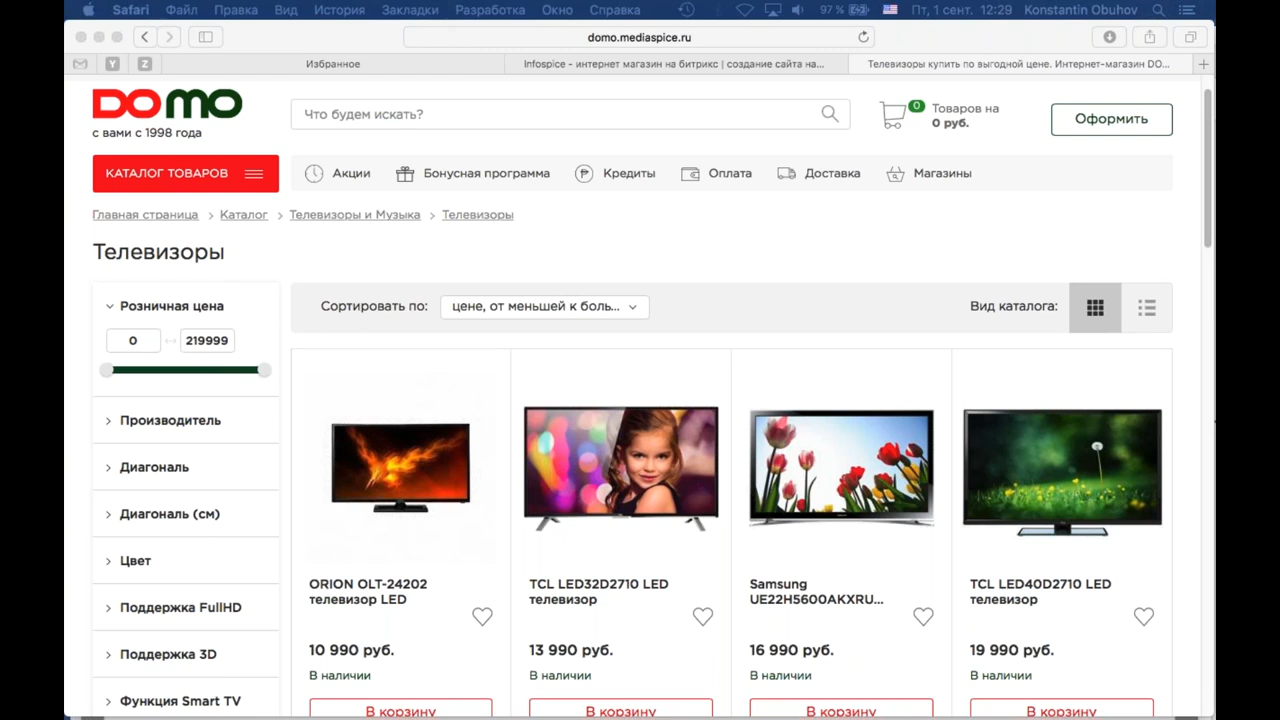 Safari Файл Правка Вид История Закладки Разработка Окно Справка 97 % Пт, 1 сент. 12:29 Konstantin Obuhov
domo.mediaspice.ru
Y Z Избранное Infospice - интернет магазин на битрикс | создание сайта на... Телевизоры купить по выгодной цене. Интернет-магазин DO...
DOMO
с вами с 1998 года
Что будем искать?
0 Товаров на
0 руб.
Оформить
КАТАЛОГ ТОВАРОВ Акции Бонусная программа Кредиты Оплата Доставка Магазины
Главная страница > Каталог > Телевизоры и Музыка > Телевизоры
Телевизоры
Розничная цена
0 219999
Производитель
Диагональ
Диагональ (см)
Цвет
Поддержка FullHD
Поддержка 3D
Функция Smart TV
Сортировать по: цене, от меньшей к боль... Вид каталога:
ORION OLT-24202
телевизор LED
10 990 руб.
В наличии
В корзину
TCL LED32D2710 LED
телевизор
13 990 руб.
В наличии
В корзину
Samsung
UE22H5600AKXRU...
16 990 руб.
В наличии
В корзину
TCL LED40D2710 LED
телевизор
19 990 руб.
В наличии
В корзину